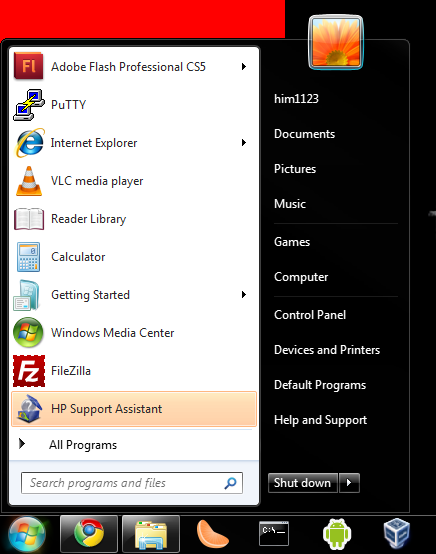 Fl Adobe Flash Professional CS5
PuTTY
Internet Explorer
VLC media player
Reader Library
Calculator
Getting Started
Windows Media Center
Fz FileZilla
HP Support Assistant
All Programs
Search programs and files
him1123
Documents
Pictures
Music
Games
Computer
Control Panel
Devices and Printers
Default Programs
Help and Support
Shut down
C:\